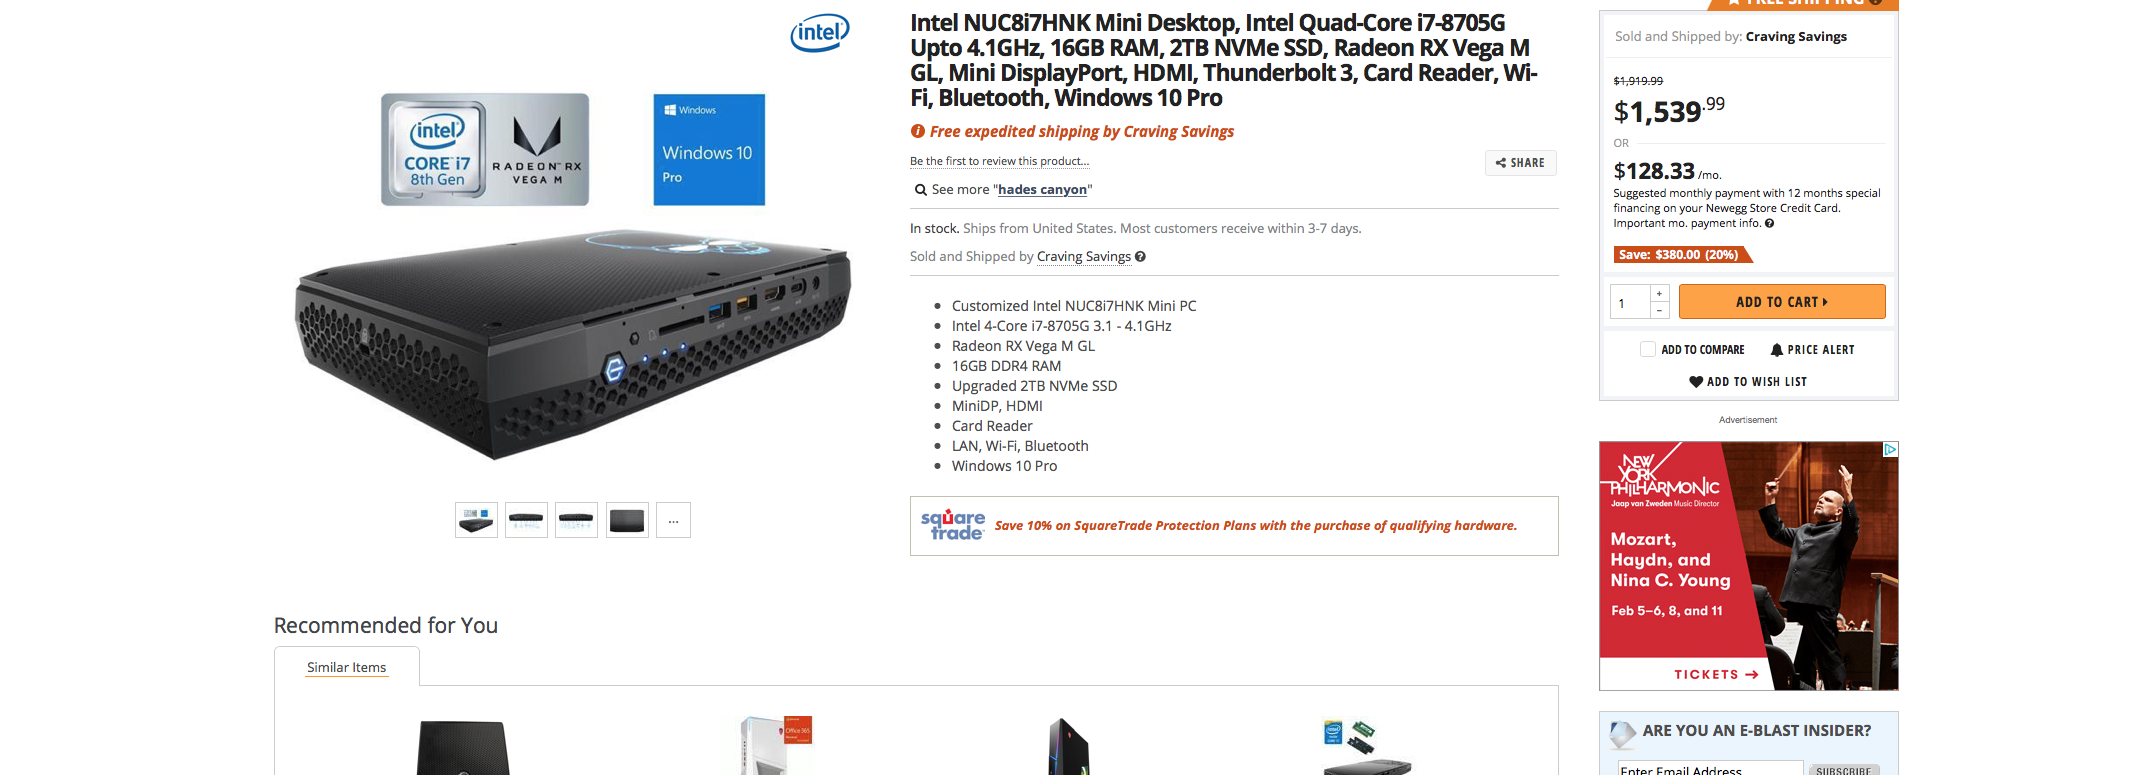 intel
intel
CORE i7
8th Gen
RADEON RX
VEGA M
Windows
Windows 10
Pro
...
Intel NUC8i7HNK Mini Desktop, Intel Quad-Core i7-8705G
Upto 4.1GHz, 16GB RAM, 2TB NVMe SSD, Radeon RX Vega M
GL, Mini DisplayPort, HDMI, Thunderbolt 3, Card Reader, Wi-
Fi, Bluetooth, Windows 10 Pro
Free expedited shipping by Craving Savings
Be the first to review this product...
SHARE
See more "hades canyon"
In stock. Ships from United States. Most customers receive within 3-7 days.
Sold and Shipped by Craving Savings
Customized Intel NUC8i7HNK Mini PC
Intel 4-Core i7-8705G 3.1 - 4.1GHz
Radeon RX Vega M GL
16GB DDR4 RAM
Upgraded 2TB NVMe SSD
MiniDP, HDMI
Card Reader
LAN, Wi-Fi, Bluetooth
Windows 10 Pro
square
trade
Save 10% on SquareTrade Protection Plans with the purchase of qualifying hardware.
FREE SHIPPING
Sold and Shipped by: Craving Savings
$1,919.99
$1,539.99
OR
$128.33 /mo.
Suggested monthly payment with 12 months special
financing on your Newegg Store Credit Card.
Important mo. payment info.
Save: $380.00 (20%)
1
+
−
ADD TO CART
ADD TO COMPARE
PRICE ALERT
ADD TO WISH LIST
Advertisement
NEW
YORK
PHILHARMONIC
Jaap van Zweden Music Director
Mozart,
Haydn, and
Nina C. Young
Feb 5–6, 8, and 11
TICKETS →
Recommended for You
Similar Items
Office 365
ARE YOU AN E-BLAST INSIDER?
Enter Email Address
SUBSCRIBE